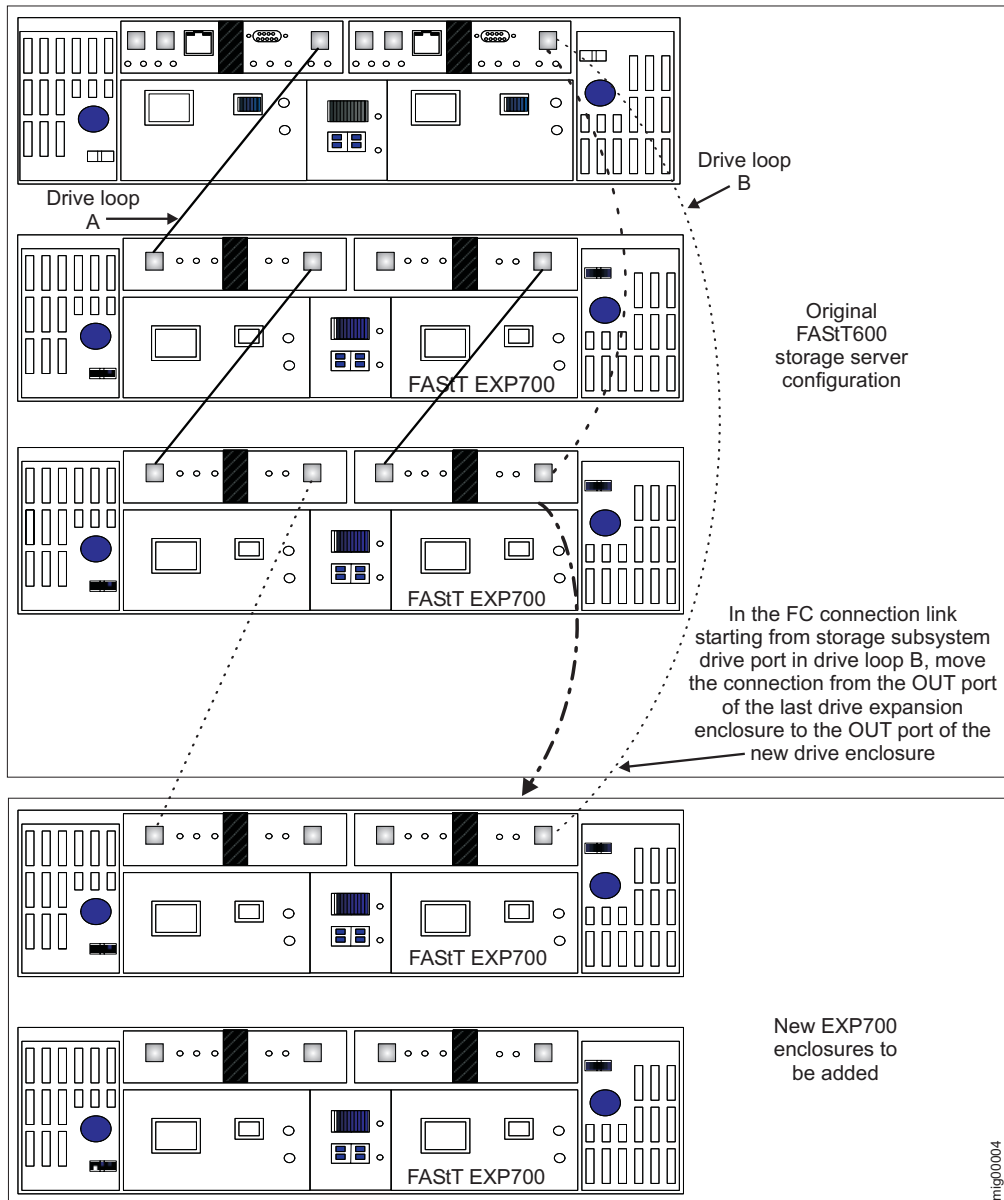 Drive loop
B
Drive loop
A
Original
FAStT600
storage server
configuration
FAStT EXP700
FAStT EXP700
In the FC connection link
starting from storage subsystem
drive port in drive loop B, move
the connection from the OUT port
of the last drive expansion
enclosure to the OUT port of the
new drive enclosure
FAStT EXP700
New EXP700
enclosures to
be added
FAStT EXP700
mig00004